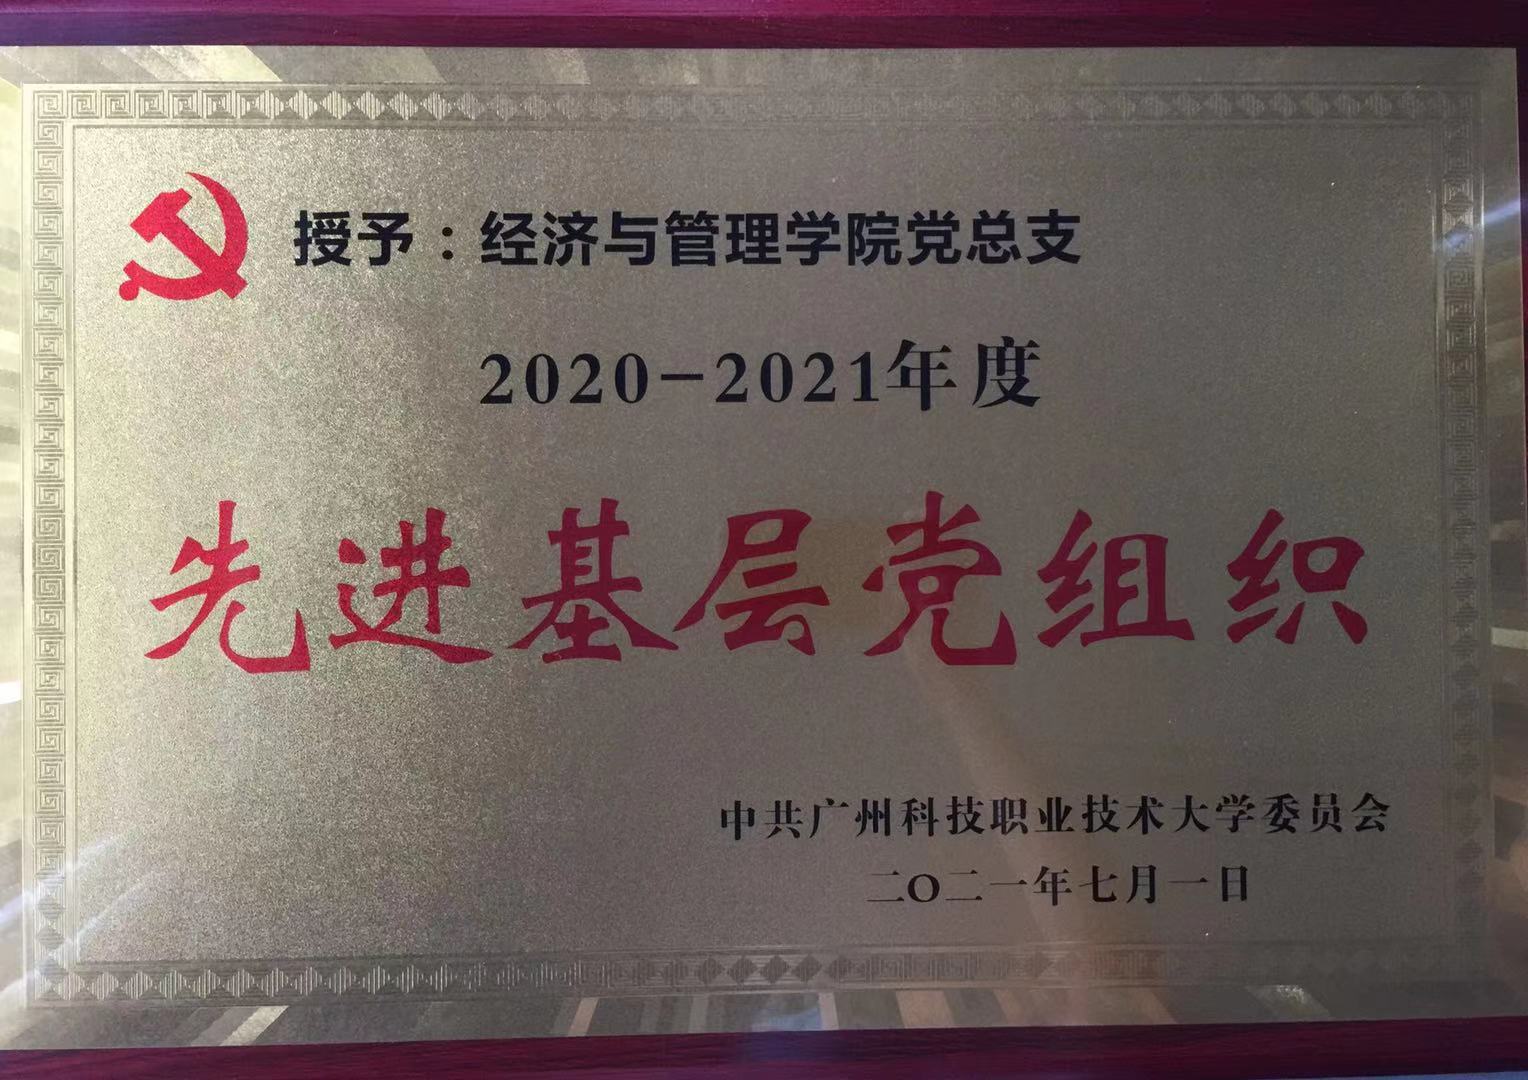 授予：经济与管理学院党总支
2020-2021年度
先进基层党组织
中共广州科技职业技术大学委员会
二〇二一年七月一日